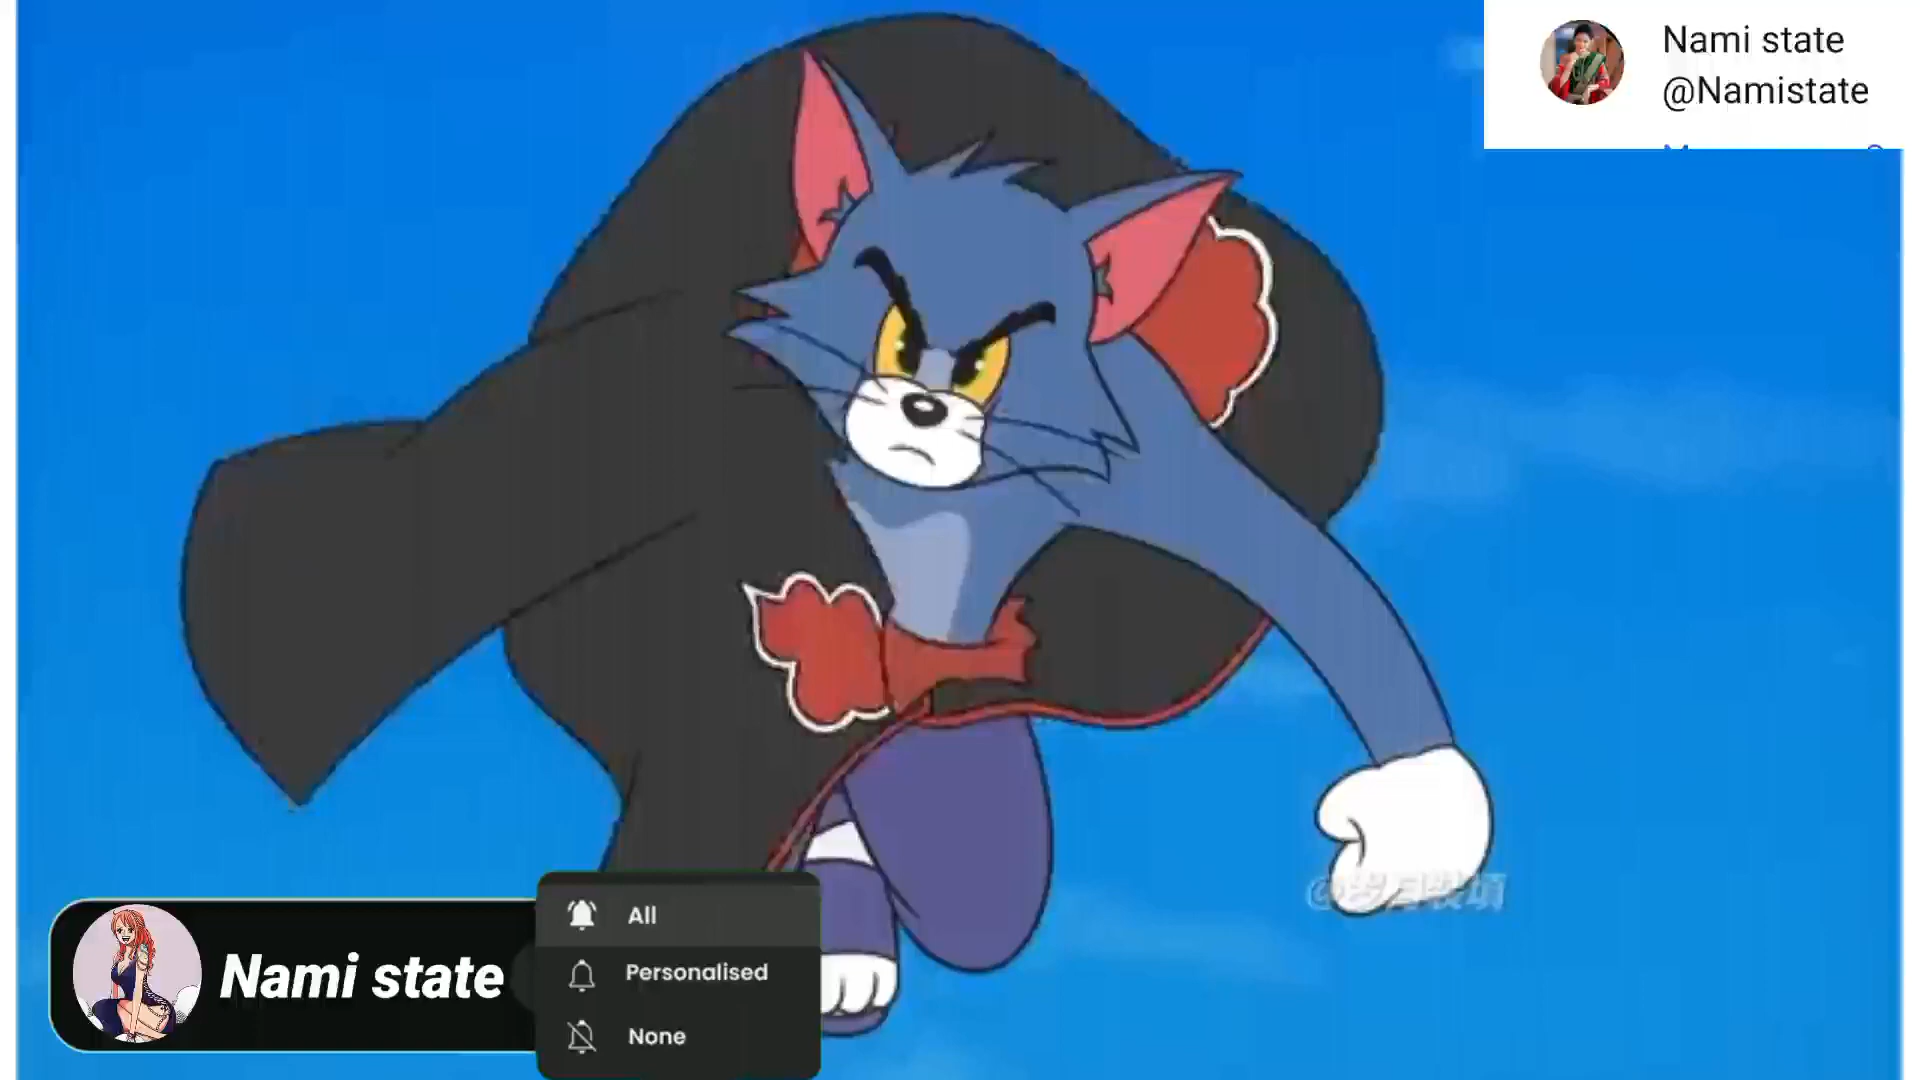 Nami state
@Namistate
Nami state
All
Personalised
None